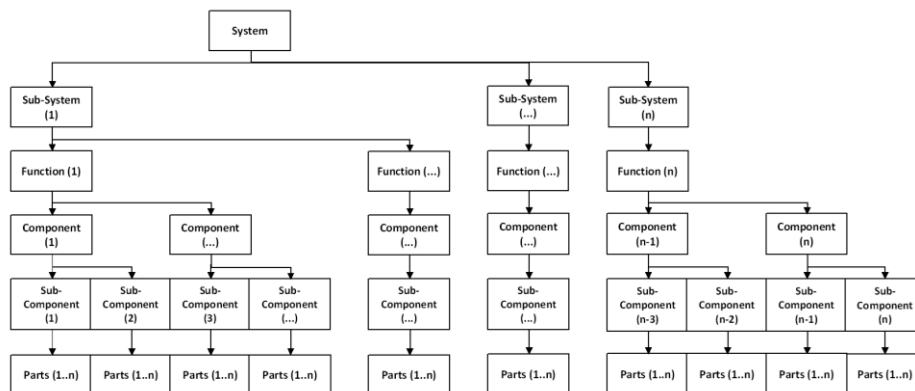 System
Sub-System
(1)
Sub-System
(...)
Sub-System
(n)
Function (1)
Function (...)
Function (...)
Function (n)
Component
(1)
Component
(...)
Component
(...)
Component
(...)
Component
(n-1)
Component
(n)
Sub-
Component
(1)
Sub-
Component
(2)
Sub-
Component
(3)
Sub-
Component
(...)
Sub-
Component
(...)
Sub-
Component
(...)
Sub-
Component
(n-3)
Sub-
Component
(n-2)
Sub-
Component
(n-1)
Sub-
Component
(n)
Parts (1..n)
Parts (1..n)
Parts (1..n)
Parts (1..n)
Parts (1..n)
Parts (1..n)
Parts (1..n)
Parts (1..n)
Parts (1..n)
Parts (1..n)